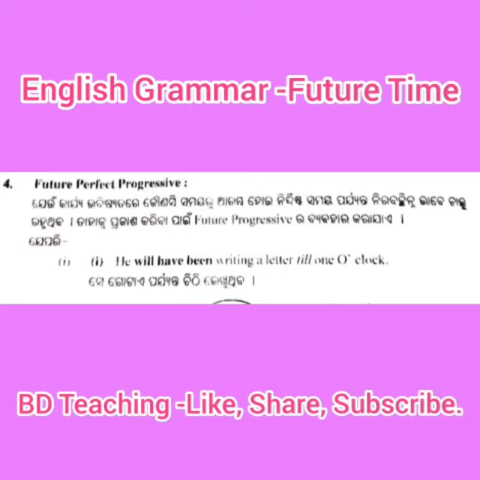 English Grammar -Future Time
4. Future Perfect Progressive :
ଯେଉଁ କାର୍ଯ୍ୟ ଭବିଷ୍ୟତରେ କୌଣସି ସମୟରୁ ଆରମ୍ଭ ହୋଇ ନିର୍ଦ୍ଦିଷ୍ଟ ସମୟ ପର୍ଯ୍ୟନ୍ତ ନିରବଚ୍ଛିନ୍ନ ଭାବେ ଚାଲୁ
ରହୁଥିବ । ତାହାକୁ ପ୍ରକାଶ କରିବା ପାଇଁ Future Progressive ର ବ୍ୟବହାର କରାଯାଏ ।
ଯେପରି–
(i) (i) He will have been writing a letter till one O' clock.
ସେ ଗୋଟାଏ ପର୍ଯ୍ୟନ୍ତ ଚିଠି ଲେଖୁଥିବ ।
BD Teaching -Like, Share, Subscribe.